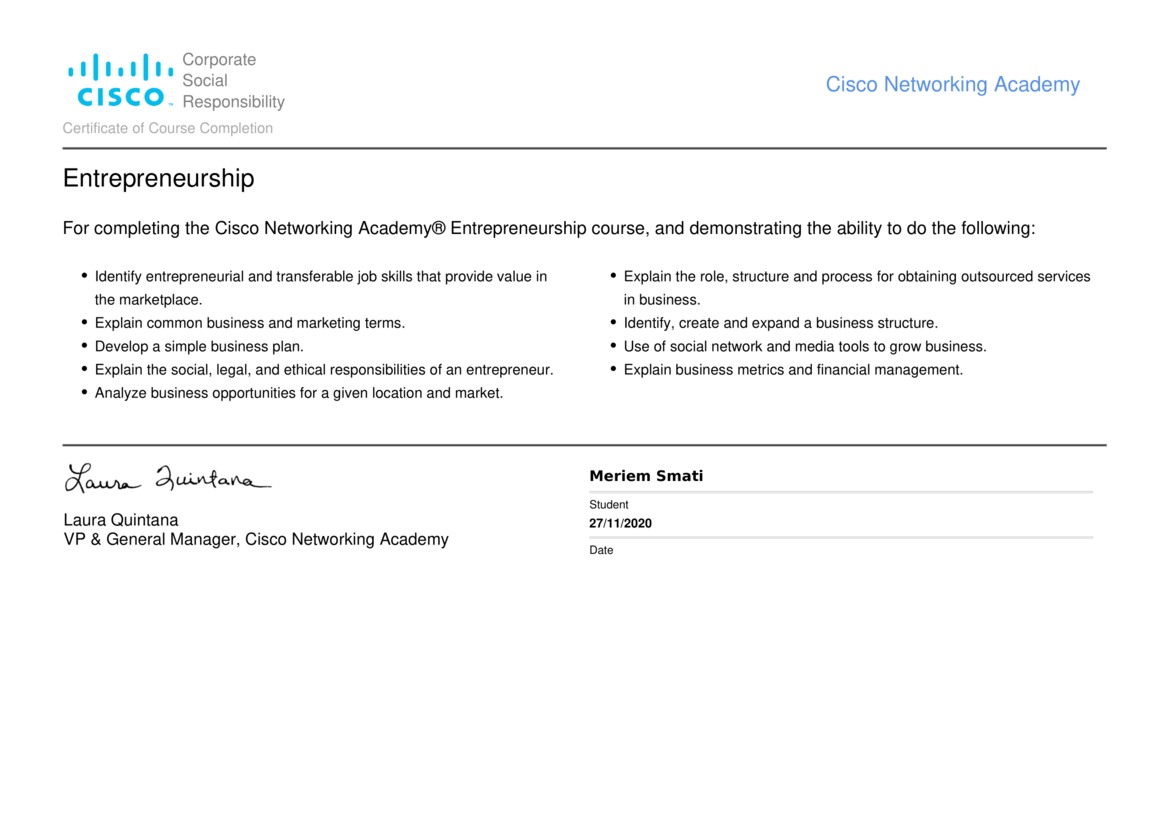 Corporate
Social
Responsibility
CISCO™
Cisco Networking Academy
Certificate of Course Completion
Entrepreneurship
For completing the Cisco Networking Academy® Entrepreneurship course, and demonstrating the ability to do the following:
• Identify entrepreneurial and transferable job skills that provide value in
the marketplace.
• Explain common business and marketing terms.
• Develop a simple business plan.
• Explain the social, legal, and ethical responsibilities of an entrepreneur.
• Analyze business opportunities for a given location and market.
• Explain the role, structure and process for obtaining outsourced services
in business.
• Identify, create and expand a business structure.
• Use of social network and media tools to grow business.
• Explain business metrics and financial management.
Laura Quintana
Laura Quintana
VP & General Manager, Cisco Networking Academy
Meriem Smati
Student
27/11/2020
Date